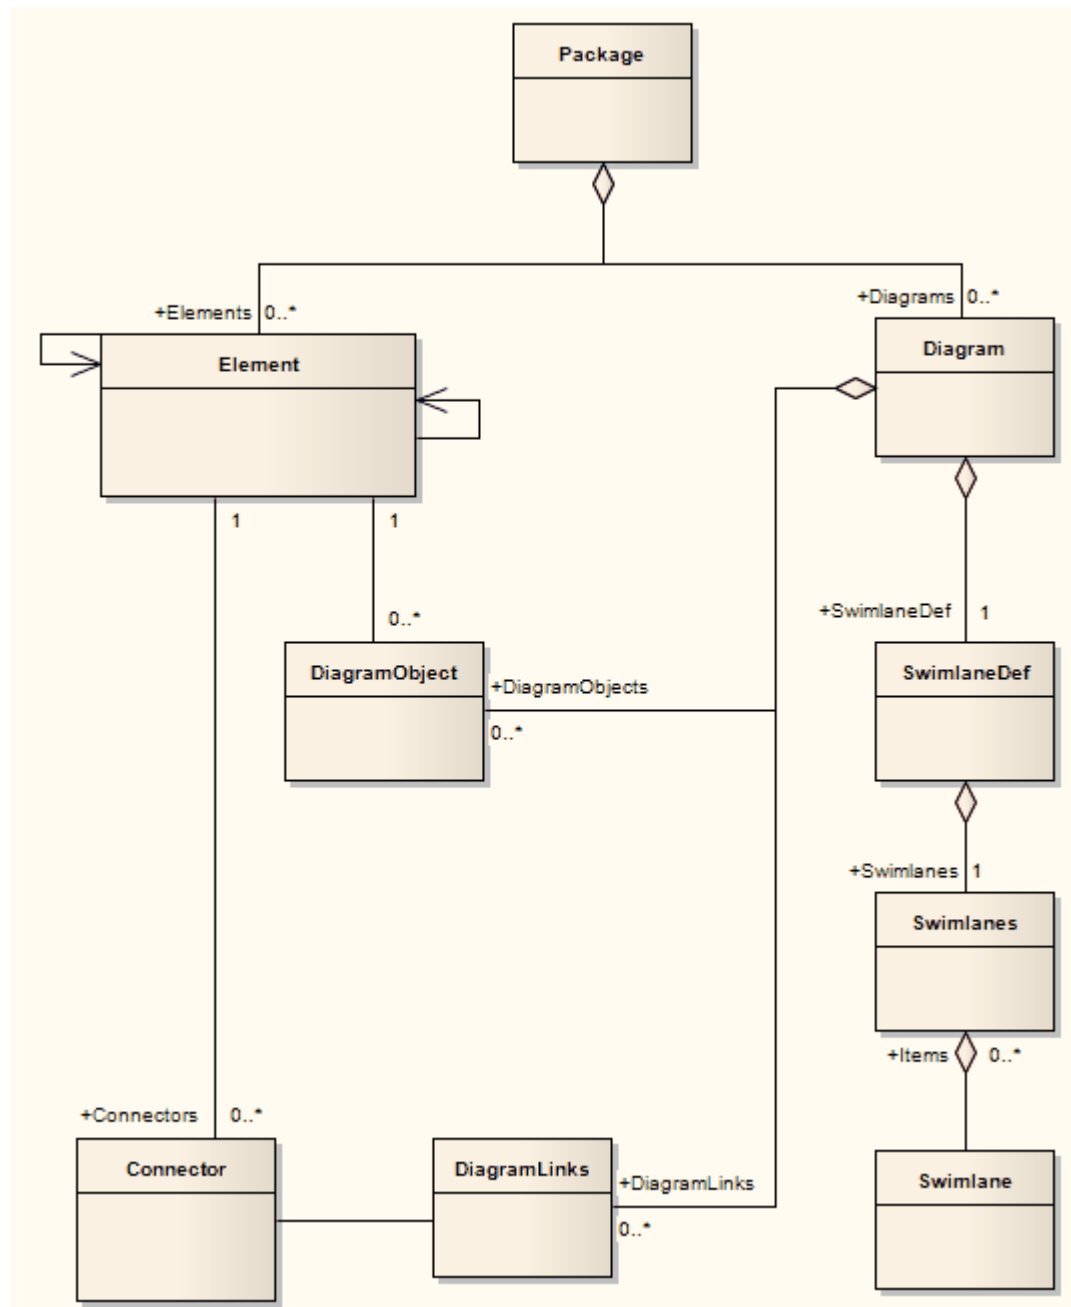 Package
+Elements 0..*
+Diagrams 0..*
Element
Diagram
1
1
0..*
+SwimlaneDef 1
DiagramObject
+DiagramObjects
0..*
SwimlaneDef
+Swimlanes 1
Swimlanes
+Items 0..*
+Connectors 0..*
Connector
DiagramLinks
+DiagramLinks
0..*
Swimlane